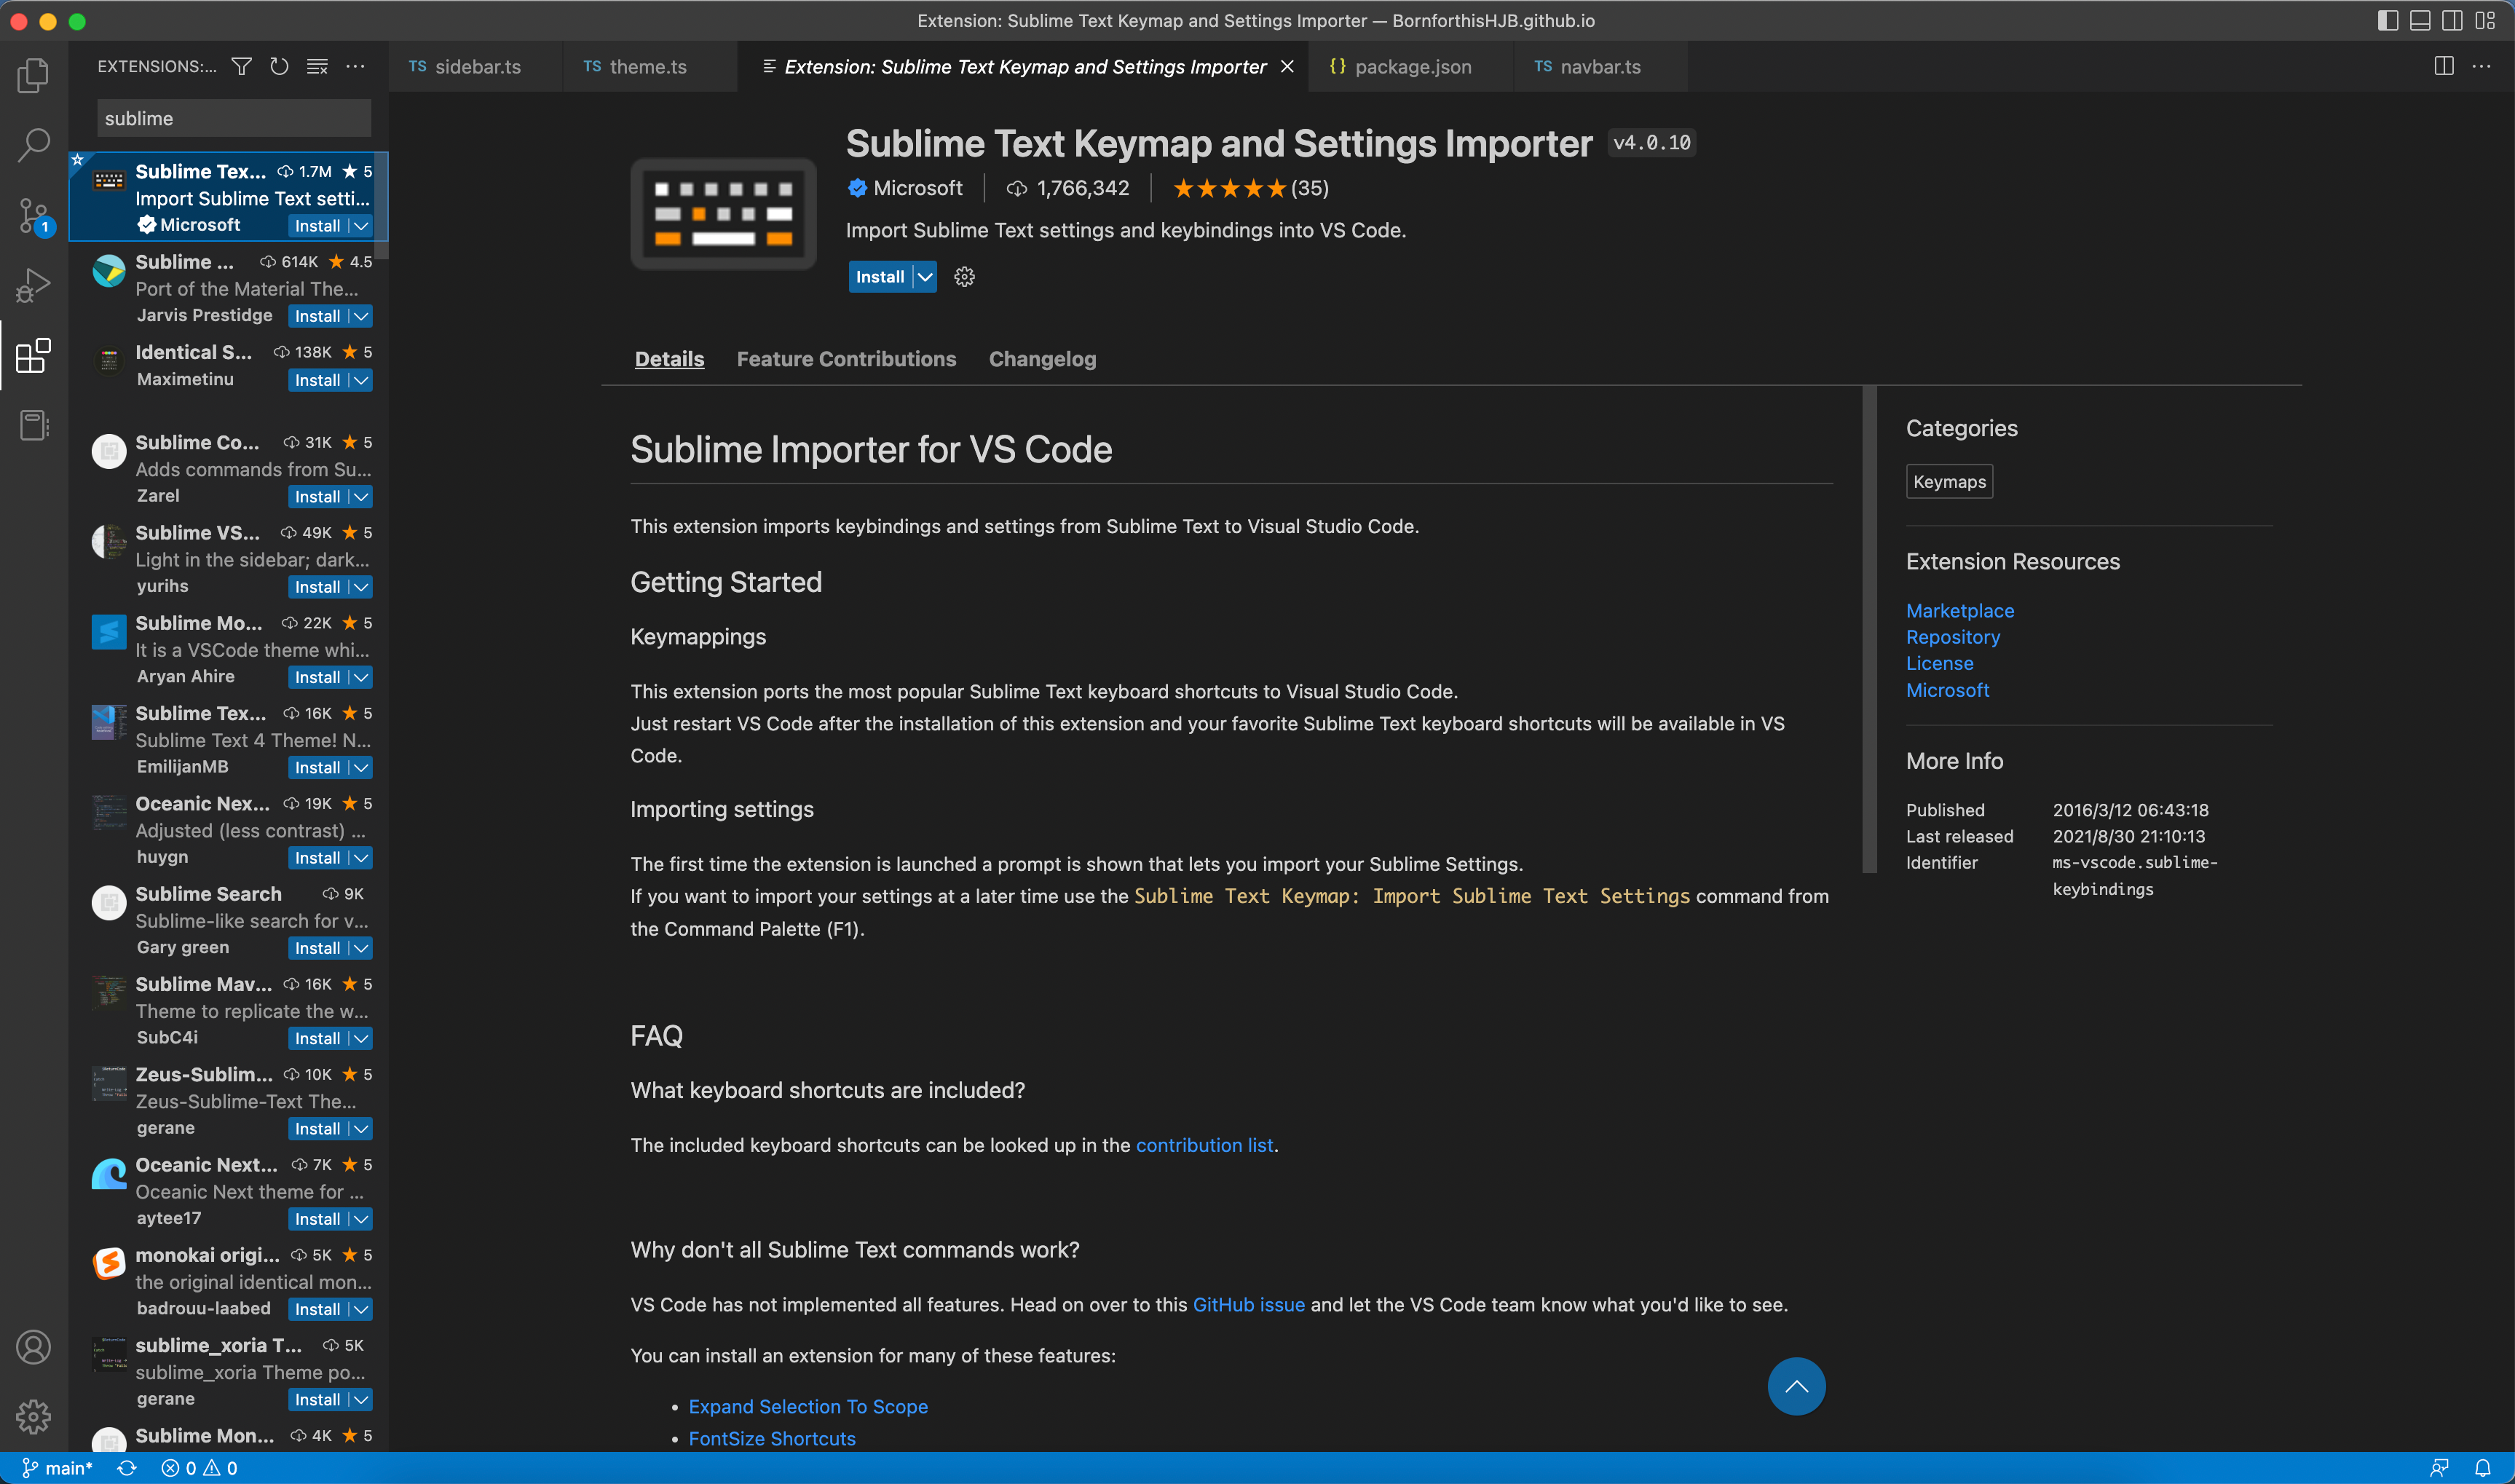 Extension: Sublime Text Keymap and Settings Importer — BornforthisHJB.github.io
EXTENSIONS:...
sublime
Sublime Tex... 1.7M ★ 5
Import Sublime Text setti...
Microsoft Install
Sublime ... 614K ★ 4.5
Port of the Material The...
Jarvis Prestidge Install
Identical S... 138K ★ 5
Maximetinu Install
Sublime Co... 31K ★ 5
Adds commands from Su...
Zarel Install
Sublime VS... 49K ★ 5
Light in the sidebar; dark...
yurihs Install
Sublime Mo... 22K ★ 5
It is a VSCode theme whi...
Aryan Ahire Install
Sublime Tex... 16K ★ 5
Sublime Text 4 Theme! N...
EmilijanMB Install
Oceanic Nex... 19K ★ 5
Adjusted (less contrast) ...
huygn Install
Sublime Search 9K
Sublime-like search for v...
Gary green Install
Sublime Mav... 16K ★ 5
Theme to replicate the w...
SubC4i Install
Zeus-Sublim... 10K ★ 5
Zeus-Sublime-Text The...
gerane Install
Oceanic Next... 7K ★ 5
Oceanic Next theme for ...
aytee17 Install
monokai origi... 5K ★ 5
the original identical mon...
badrouu-laabed Install
sublime_xoria T... 5K
sublime_xoria Theme po...
gerane Install
Sublime Mon... 4K ★ 5
TS sidebar.ts
TS theme.ts
Extension: Sublime Text Keymap and Settings Importer
{} package.json
TS navbar.ts
Sublime Text Keymap and Settings Importer v4.0.10
Microsoft 1,766,342 ★★★★★(35)
Import Sublime Text settings and keybindings into VS Code.
Install
Details Feature Contributions Changelog
Sublime Importer for VS Code
This extension imports keybindings and settings from Sublime Text to Visual Studio Code.
Getting Started
Keymappings
This extension ports the most popular Sublime Text keyboard shortcuts to Visual Studio Code.
Just restart VS Code after the installation of this extension and your favorite Sublime Text keyboard shortcuts will be available in VS
Code.
Importing settings
The first time the extension is launched a prompt is shown that lets you import your Sublime Settings.
If you want to import your settings at a later time use the Sublime Text Keymap: Import Sublime Text Settings command from
the Command Palette (F1).
FAQ
What keyboard shortcuts are included?
The included keyboard shortcuts can be looked up in the contribution list.
Why don't all Sublime Text commands work?
VS Code has not implemented all features. Head on over to this GitHub issue and let the VS Code team know what you'd like to see.
You can install an extension for many of these features:
• Expand Selection To Scope
• FontSize Shortcuts
Categories
Keymaps
Extension Resources
Marketplace
Repository
License
Microsoft
More Info
Published 2016/3/12 06:43:18
Last released 2021/8/30 21:10:13
Identifier ms-vscode.sublime-
keybindings
1
main* 0 0